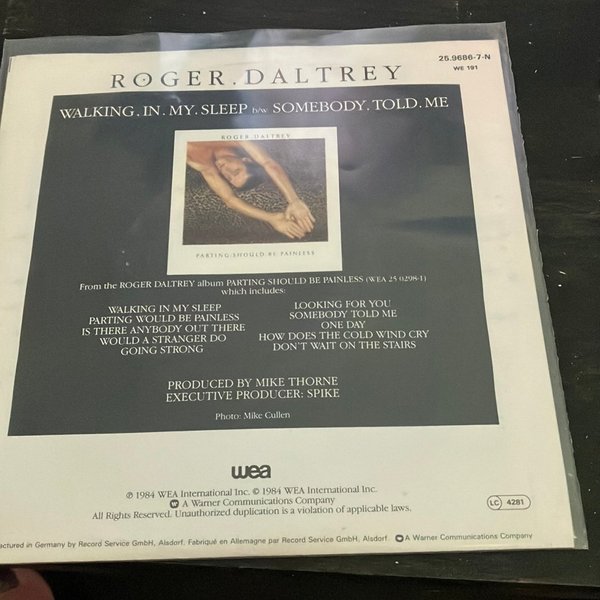 25.9686-7-N
WE 191
ROGER.DALTREY
WALKING.IN.MY.SLEEP b/w SOMEBODY.TOLD.ME
ROGER DALTREY
PARTING SHOULD BE PAINLESS
From the ROGER DALTREY album PARTING SHOULD BE PAINLESS (WEA 25 0298-1)
which includes:
WALKING IN MY SLEEP
PARTING WOULD BE PAINLESS
IS THERE ANYBODY OUT THERE
WOULD A STRANGER DO
GOING STRONG
LOOKING FOR YOU
SOMEBODY TOLD ME
ONE DAY
HOW DOES THE COLD WIND CRY
DON'T WAIT ON THE STAIRS
PRODUCED BY MIKE THORNE
EXECUTIVE PRODUCER: SPIKE
Photo: Mike Cullen
wea
℗ 1984 WEA International Inc. © 1984 WEA International Inc.
A Warner Communications Company
All Rights Reserved. Unauthorized duplication is a violation of applicable laws.
LC 4281
actured in Germany by Record Service GmbH, Alsdorf. Fabriqué en Allemagne par Record Service GmbH, Alsdorf. A Warner Communications Company